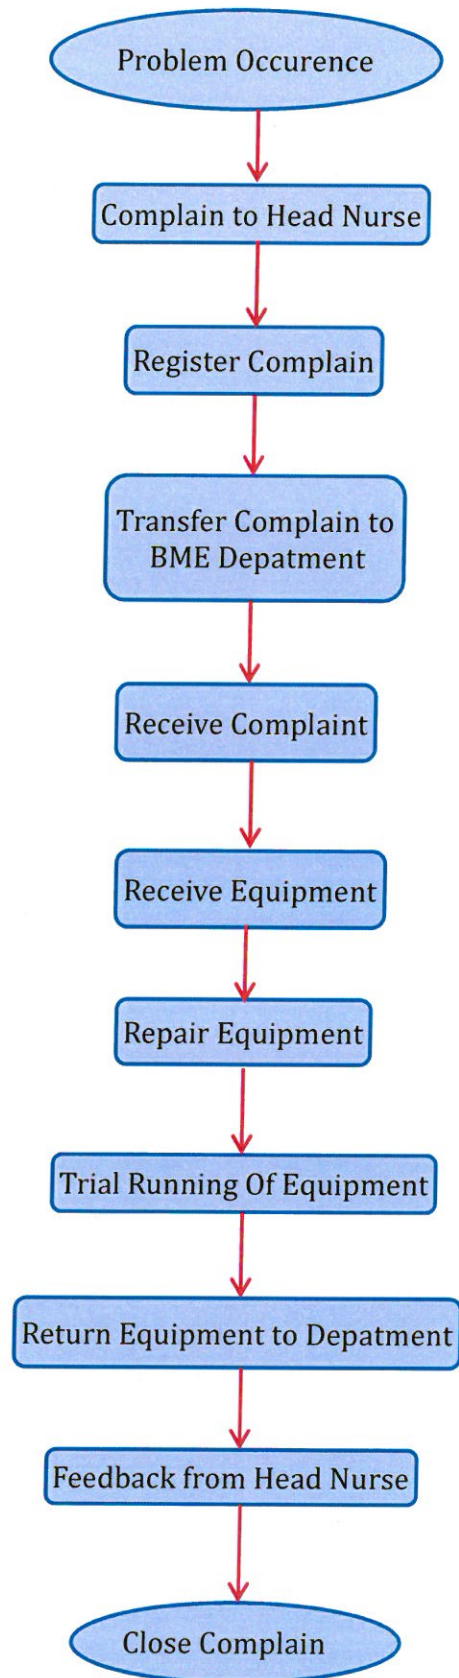 Problem Occurence
Complain to Head Nurse
Register Complain
Transfer Complain to
BME Depatment
Receive Complaint
Receive Equipment
Repair Equipment
Trial Running Of Equipment
Return Equipment to Depatment
Feedback from Head Nurse
Close Complain